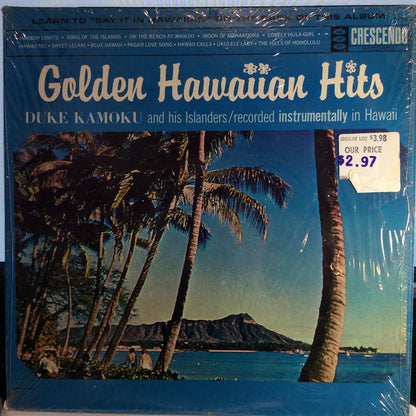 LEARN TO "SAY IT IN HAWAIIAN" ON THE BACK OF THIS ALBUM
HARBOR LIGHTS • SONG OF THE ISLANDS • ON THE BEACH AT WAIKIKI • MOON OF MANAKOORA • LOVELY HULA GIRL •
HAWAII NEI • SWEET LEILANI • BLUE HAWAII • PAGAN LOVE SONG • HAWAII CALLS • UKULELE LADY • THE HILLS OF HONOLULU
CRESCENDO
Golden Hawaiian Hits
DUKE KAMOKU and his Islanders/recorded instrumentally in Hawaii
REGULAR LIST $3.98
OUR PRICE
$2.97